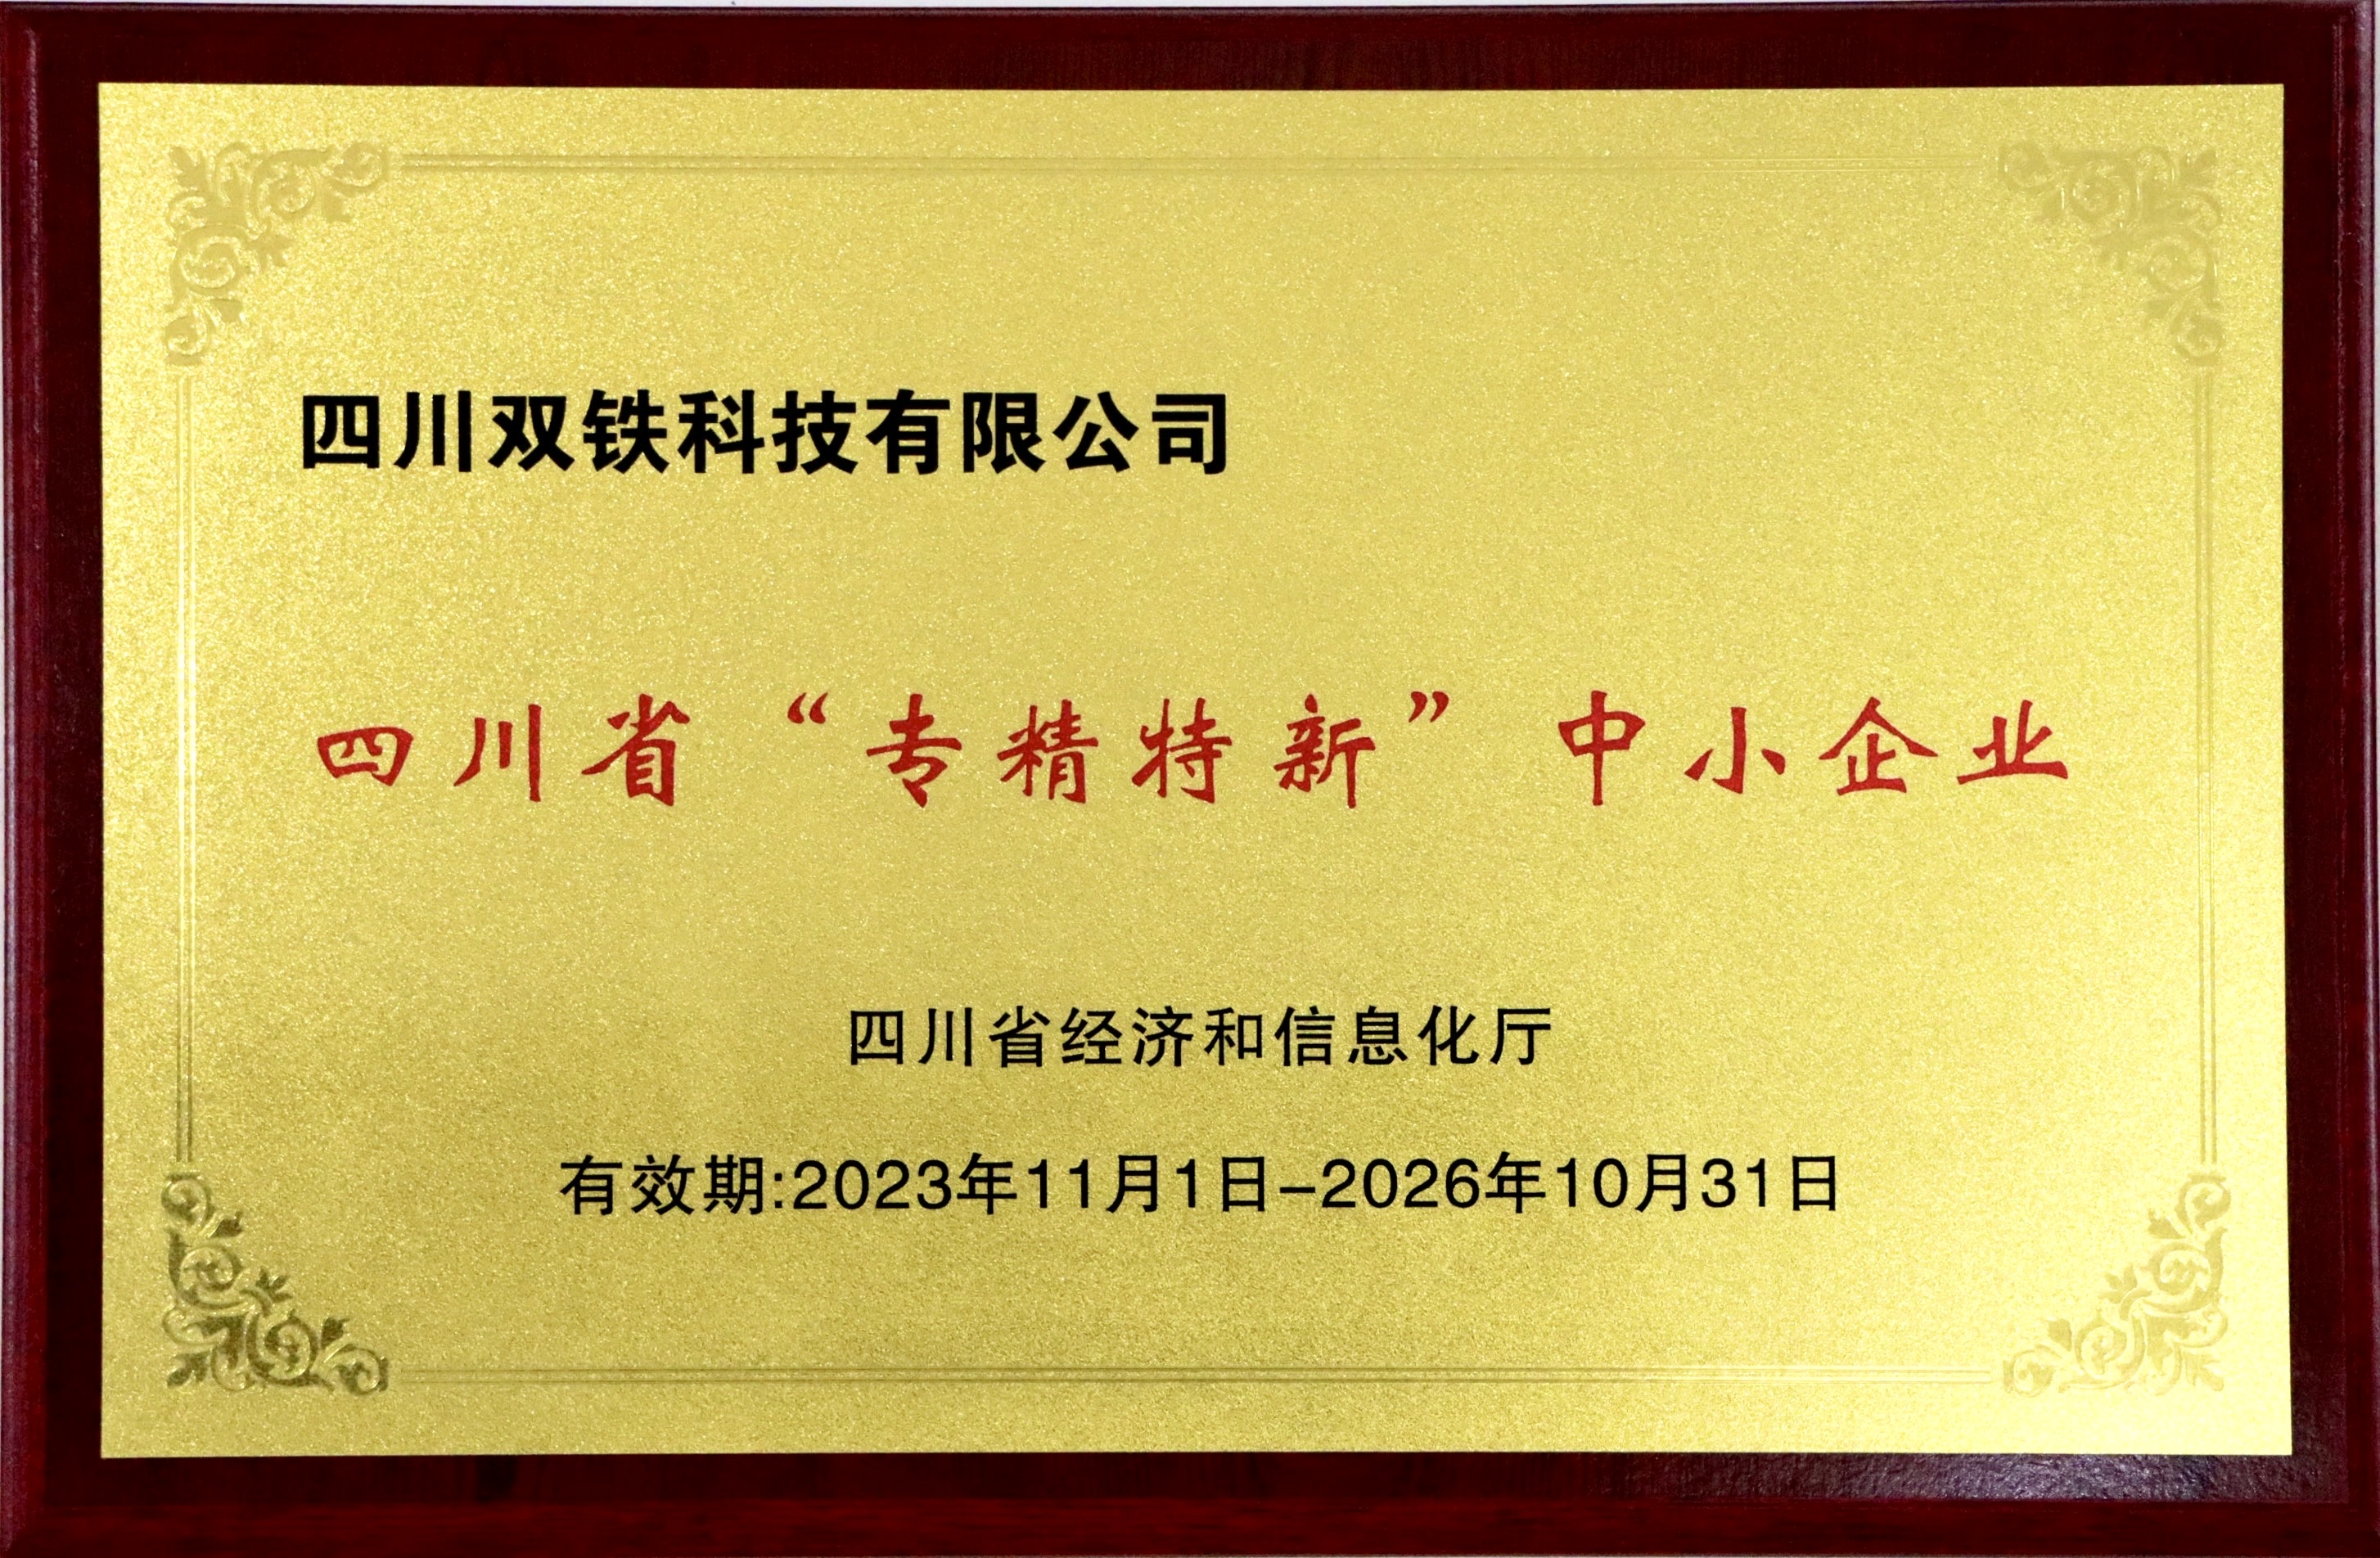 四川双铁科技有限公司
四川省“专精特新”中小企业
四川省经济和信息化厅
有效期:2023年11月1日-2026年10月31日